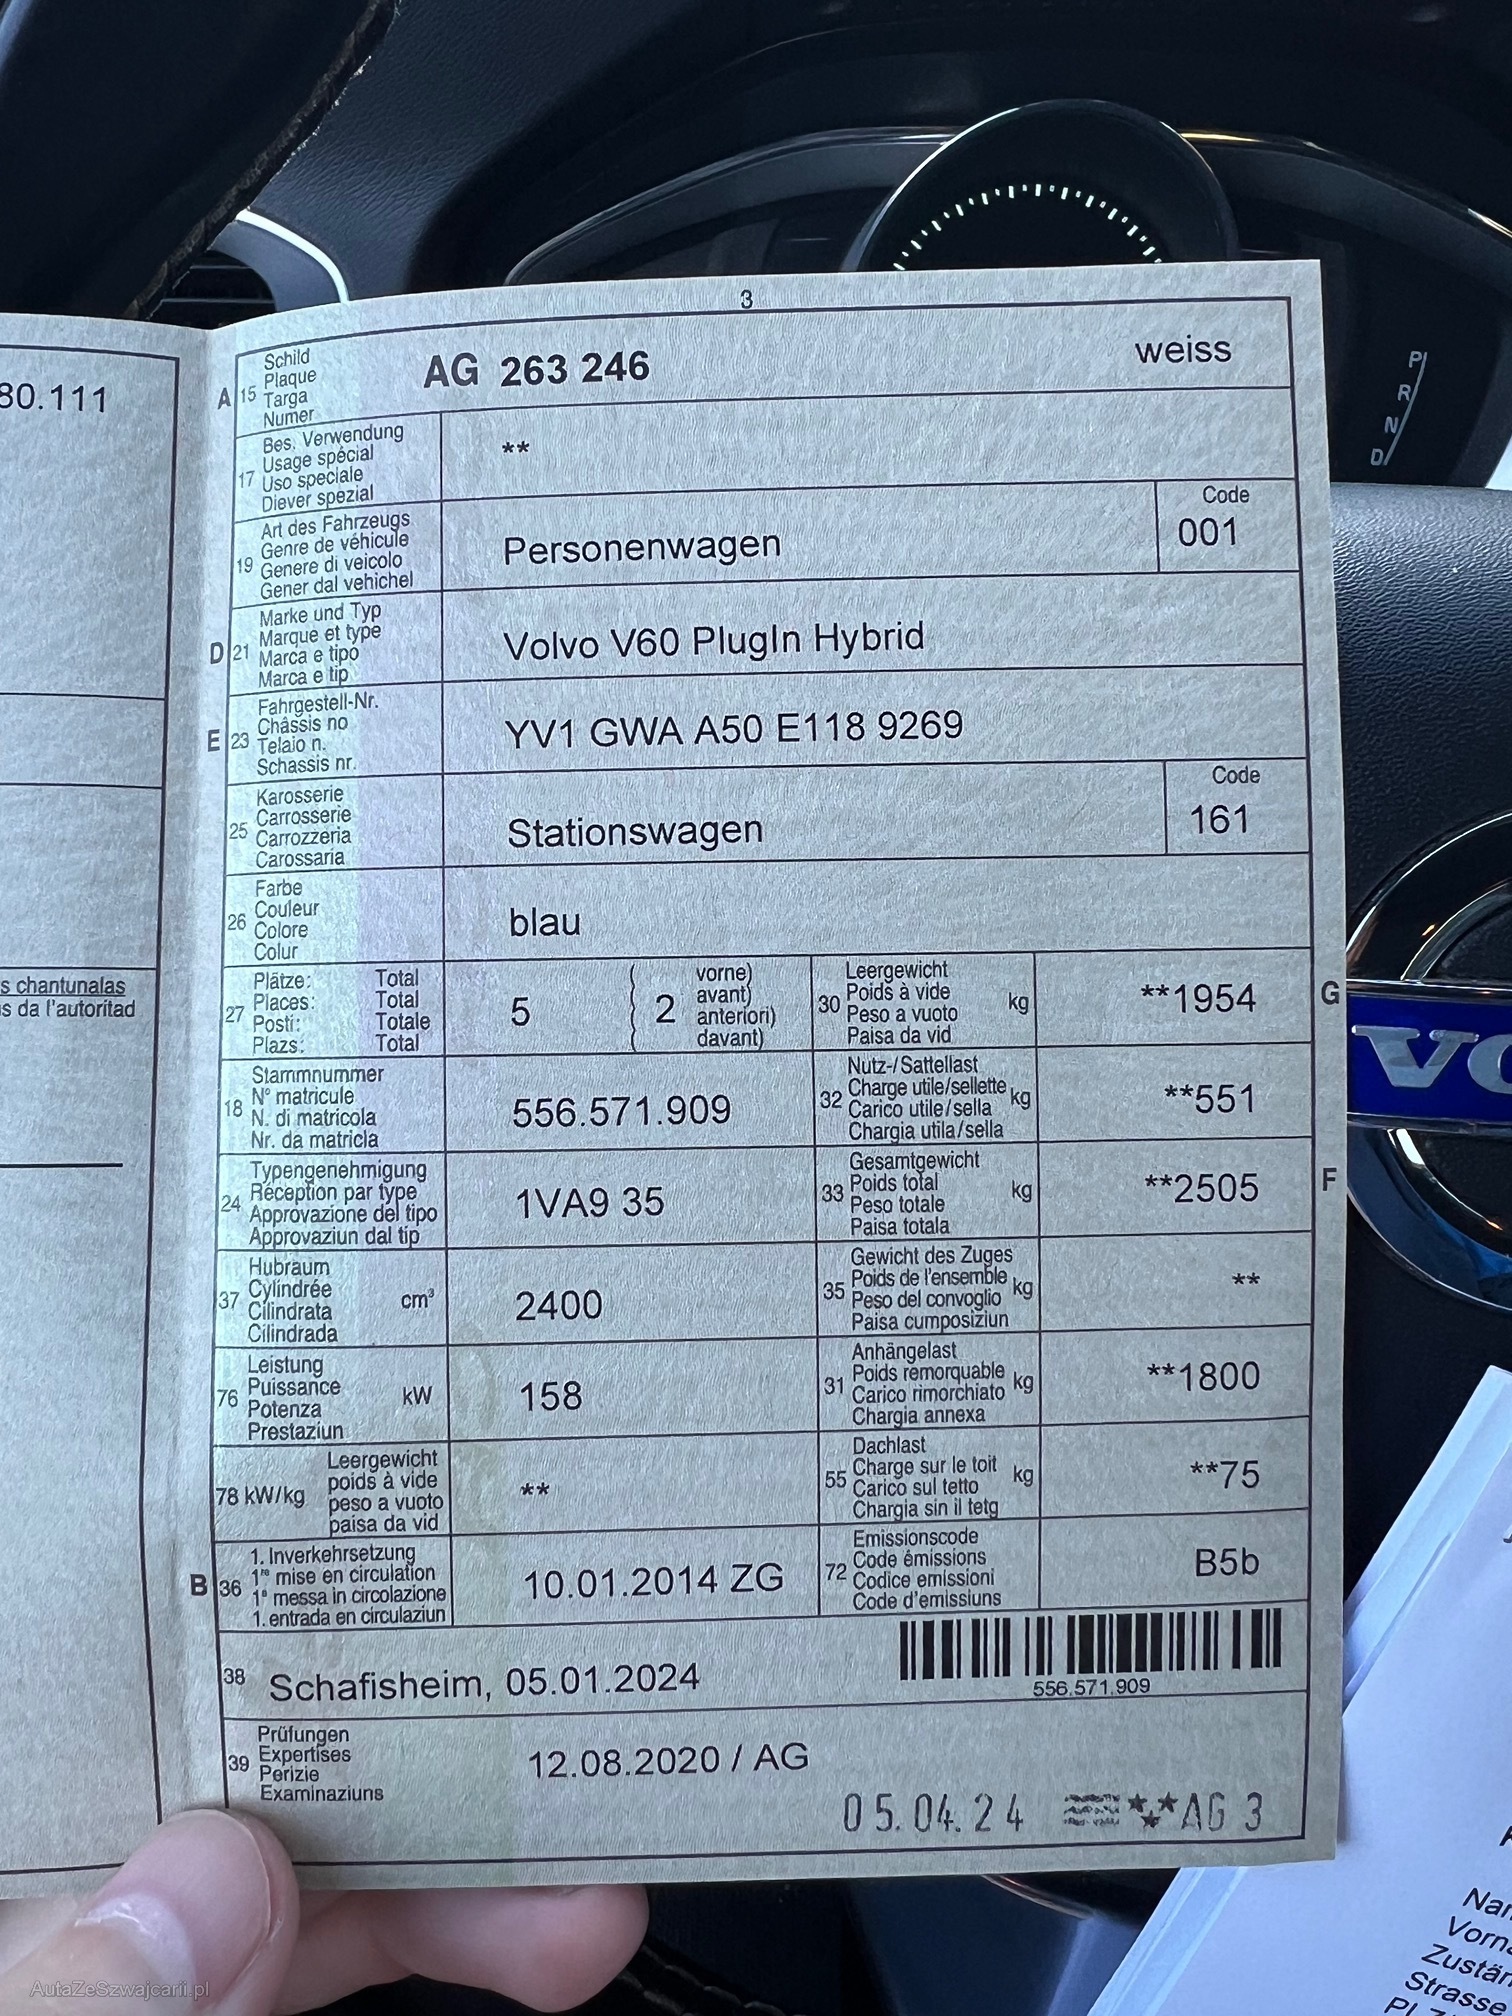 3
80.111
s chantunalas
s da l'autoritad
A 15 Schild
Plaque
Targa
Numer
AG 263 246 weiss
17 Bes. Verwendung
Usage spécial
Uso speciale
Diever spezial
**
19 Art des Fahrzeugs
Genre de véhicule
Genere di veicolo
Gener dal vehichel
Personenwagen
Code
001
D 21 Marke und Typ
Marque et type
Marca e tipo
Marca e tip
Volvo V60 PlugIn Hybrid
E 23 Fahrgestell-Nr.
Châssis no
Telaio n.
Schassis nr.
YV1 GWA A50 E118 9269
25 Karosserie
Carrosserie
Carrozzeria
Carossaria
Stationswagen
Code
161
26 Farbe
Couleur
Colore
Colur
blau
27 Plätze: Total
Places: Total
Posti: Totale
Plazs: Total
5 2
vorne)
avant)
anteriori)
davant)
30 Leergewicht
Poids à vide
Peso a vuoto
Paisa da vid
kg **1954 G
18 Stammnummer
N° matricule
N. di matricola
Nr. da matricla
556.571.909
32 Nutz-/Sattellast
Charge utile/sellette
Carico utile/sella
Chargia utila/sella
kg **551
24 Typengenehmigung
Réception par type
Approvazione del tipo
Approvaziun dal tip
1VA9 35
33 Gesamtgewicht
Poids total
Peso totale
Paisa totala
kg **2505 F
37 Hubraum
Cylindrée
Cilindrata
Cilindrada
cm³ 2400
35 Gewicht des Zuges
Poids de l'ensemble
Peso del convoglio
Paisa cumposiziun
kg **
76 Leistung
Puissance
Potenza
Prestaziun
kW 158
31 Anhängelast
Poids remorquable
Carico rimorchiato
Chargia annexa
kg **1800
78 kW/kg Leergewicht
poids à vide
peso a vuoto
paisa da vid
**
55 Dachlast
Charge sur le toit
Carico sul tetto
Chargia sin il tetg
kg **75
B 36 1. Inverkehrsetzung
1re mise en circulation
1a messa in circolazione
1. entrada en circulaziun
10.01.2014 ZG
72 Emissionscode
Code émissions
Codice emissioni
Code d'emissiuns
B5b
38 Schafisheim, 05.01.2024
556.571.909
39 Prüfungen
Expertises
Perizie
Examinaziuns
12.08.2020 / AG
05.04.24 AG 3
P
R
N
D
VO
Nam
Vorna
Zustän
Strasse
AutaZeSzwajcarii.pl